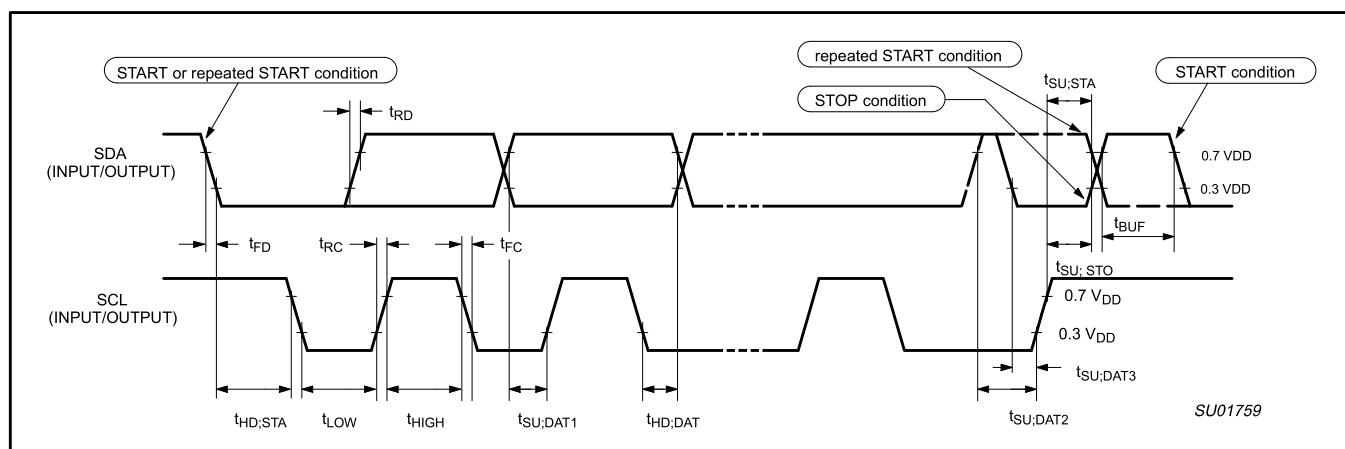 START or repeated START condition
repeated START condition
STOP condition
tSU;STA
START condition
tRD
SDA
(INPUT/OUTPUT)
0.7 VDD
0.3 VDD
tFD
tRC
tFC
tBUF
tSU; STO
SCL
(INPUT/OUTPUT)
0.7 VDD
0.3 VDD
tSU;DAT3
tHD;STA
tLOW
tHIGH
tSU;DAT1
tHD;DAT
tSU;DAT2
SU01759